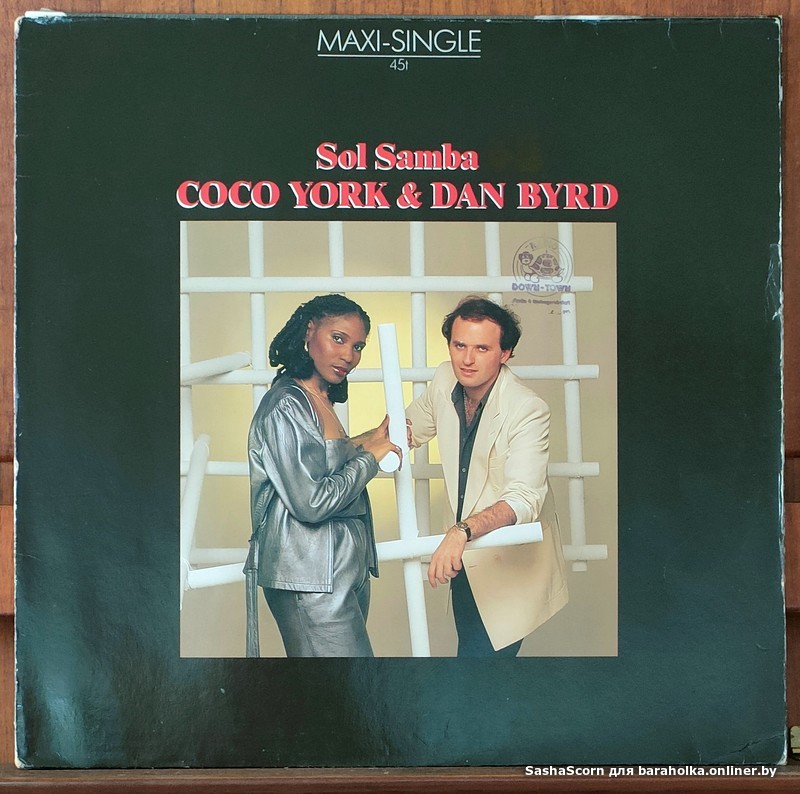 MAXI-SINGLE
45t
Sol Samba
COCO YORK & DAN BYRD
DOWN-TOWN
SashaScorn для baraholka.onliner.by